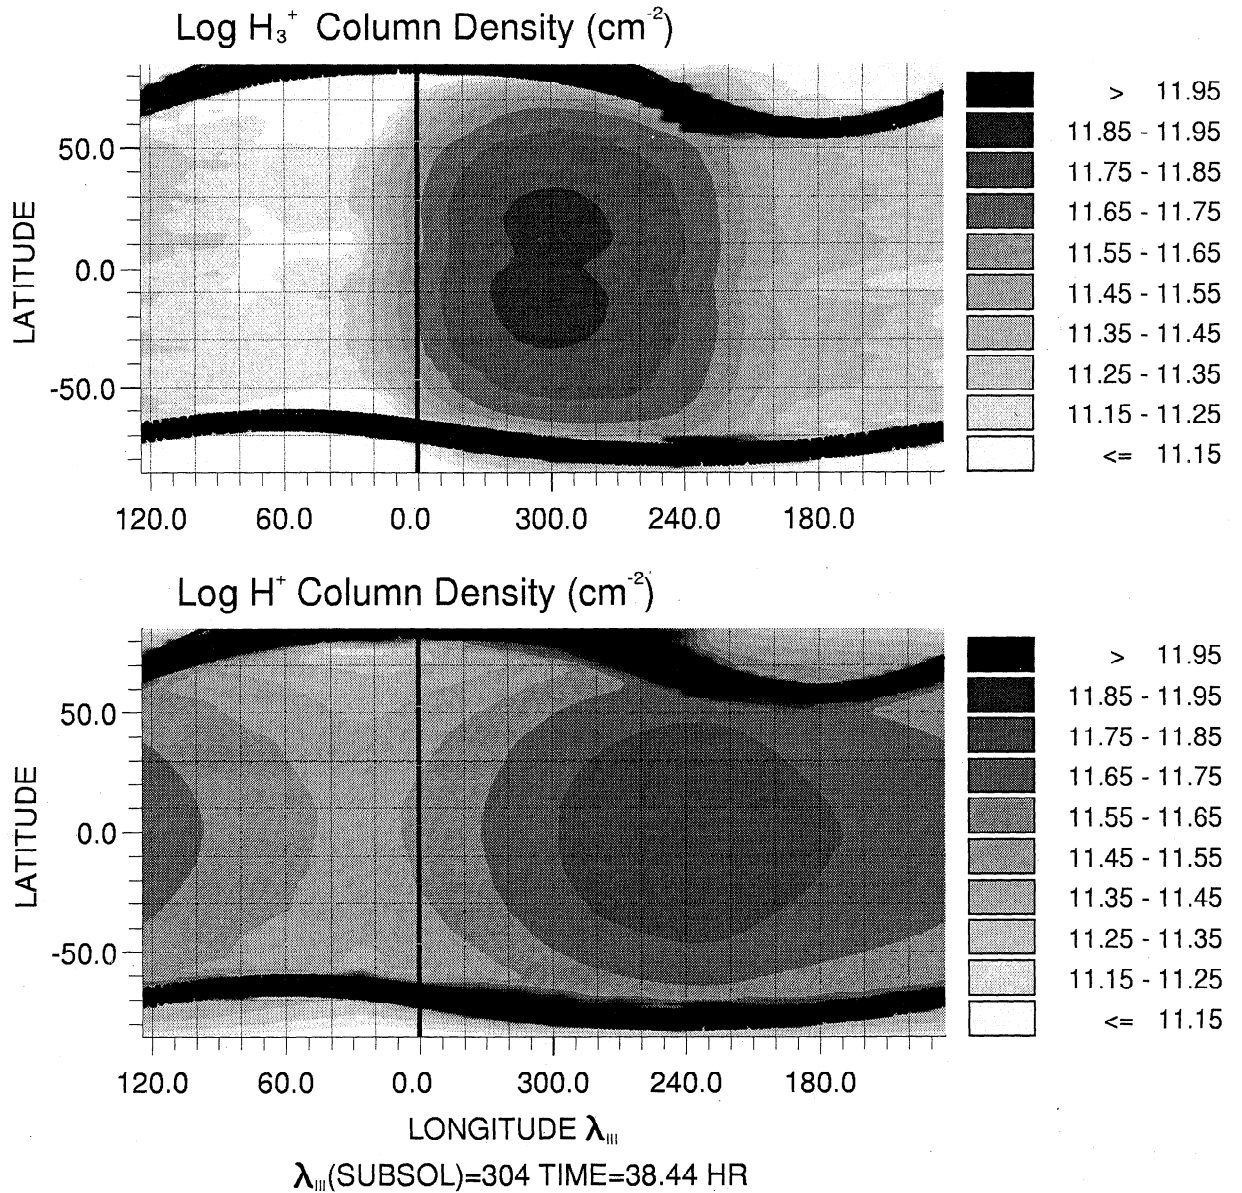 Log H₃⁺ Column Density (cm⁻²)
> 11.95
11.85 - 11.95
11.75 - 11.85
11.65 - 11.75
11.55 - 11.65
11.45 - 11.55
11.35 - 11.45
11.25 - 11.35
11.15 - 11.25
<= 11.15
LATITUDE
50.0
0.0
-50.0
120.0 60.0 0.0 300.0 240.0 180.0
Log H⁺ Column Density (cm⁻²)
> 11.95
11.85 - 11.95
11.75 - 11.85
11.65 - 11.75
11.55 - 11.65
11.45 - 11.55
11.35 - 11.45
11.25 - 11.35
11.15 - 11.25
<= 11.15
LATITUDE
50.0
0.0
-50.0
120.0 60.0 0.0 300.0 240.0 180.0
LONGITUDE λIII
λIII(SUBSOL)=304 TIME=38.44 HR